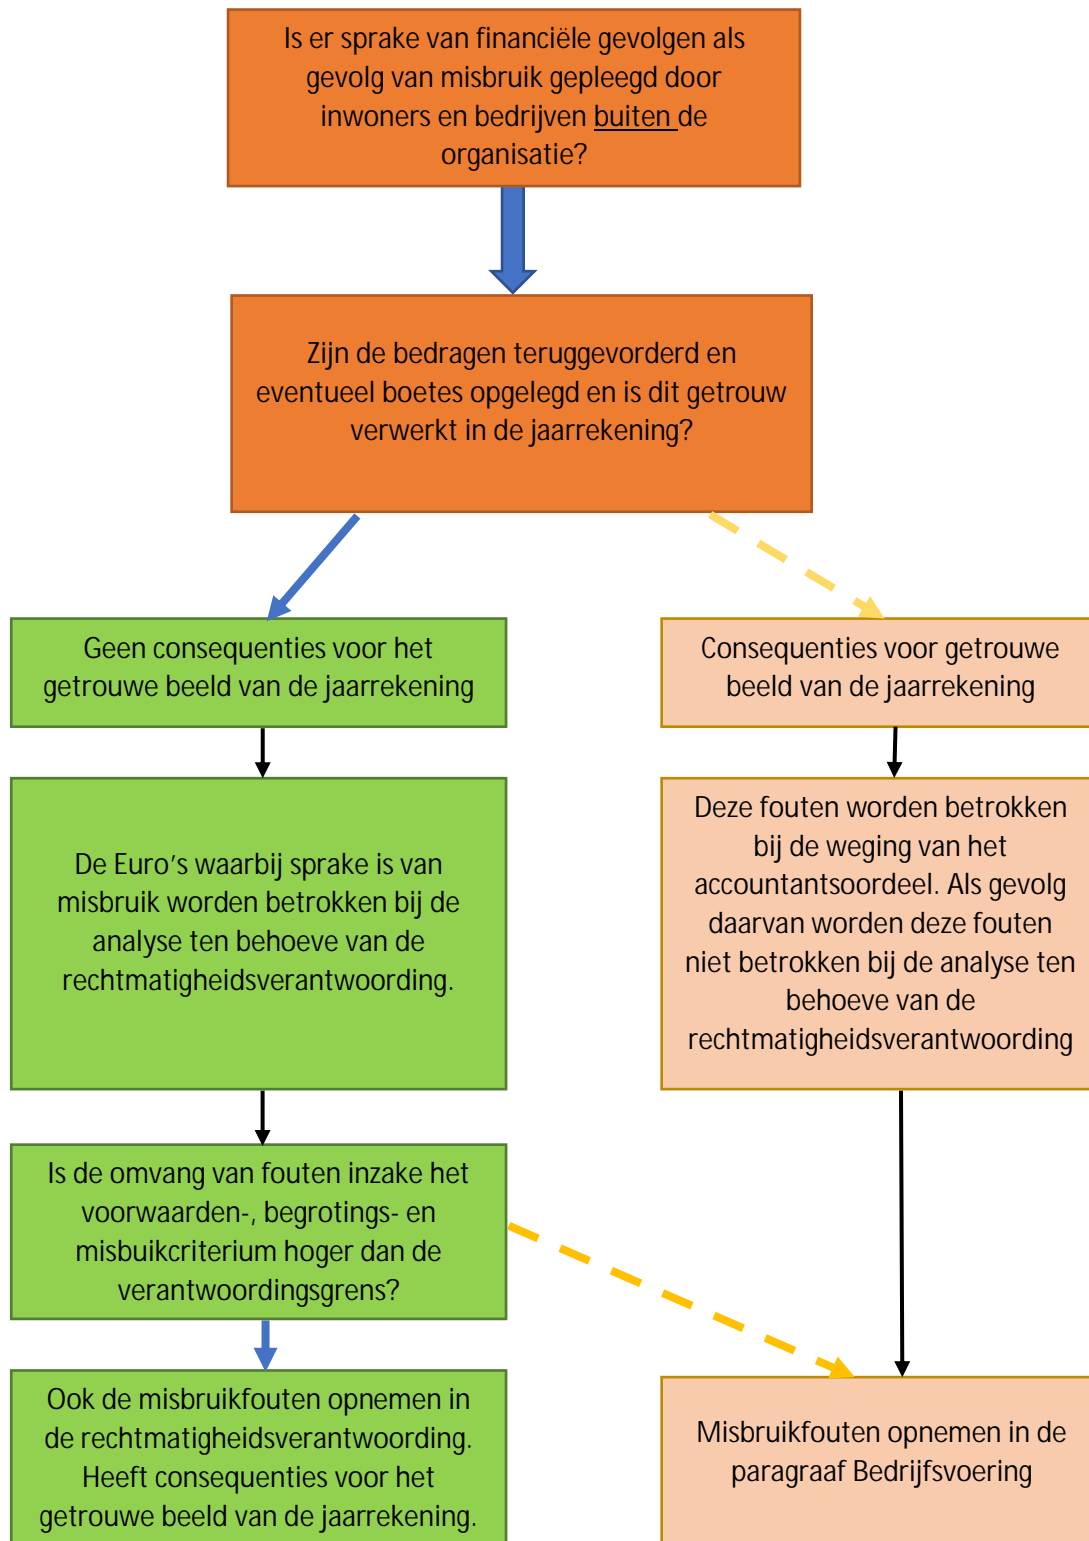 Is er sprake van financiële gevolgen als
gevolg van misbruik gepleegd door
inwoners en bedrijven buiten de
organisatie?
Zijn de bedragen teruggevorderd en
eventueel boetes opgelegd en is dit getrouw
verwerkt in de jaarrekening?
Geen consequenties voor het
getrouwe beeld van de jaarrekening
Consequenties voor getrouwe
beeld van de jaarrekening
De Euro’s waarbij sprake is van
misbruik worden betrokken bij de
analyse ten behoeve van de
rechtmatigheidsverantwoording.
Deze fouten worden betrokken
bij de weging van het
accountantsoordeel. Als gevolg
daarvan worden deze fouten
niet betrokken bij de analyse ten
behoeve van de
rechtmatigheidsverantwoording
Is de omvang van fouten inzake het
voorwaarden-, begrotings- en
misbuikcriterium hoger dan de
verantwoordingsgrens?
Ook de misbruikfouten opnemen in
de rechtmatigheidsverantwoording.
Heeft consequenties voor het
getrouwe beeld van de jaarrekening.
Misbruikfouten opnemen in de
paragraaf Bedrijfsvoering